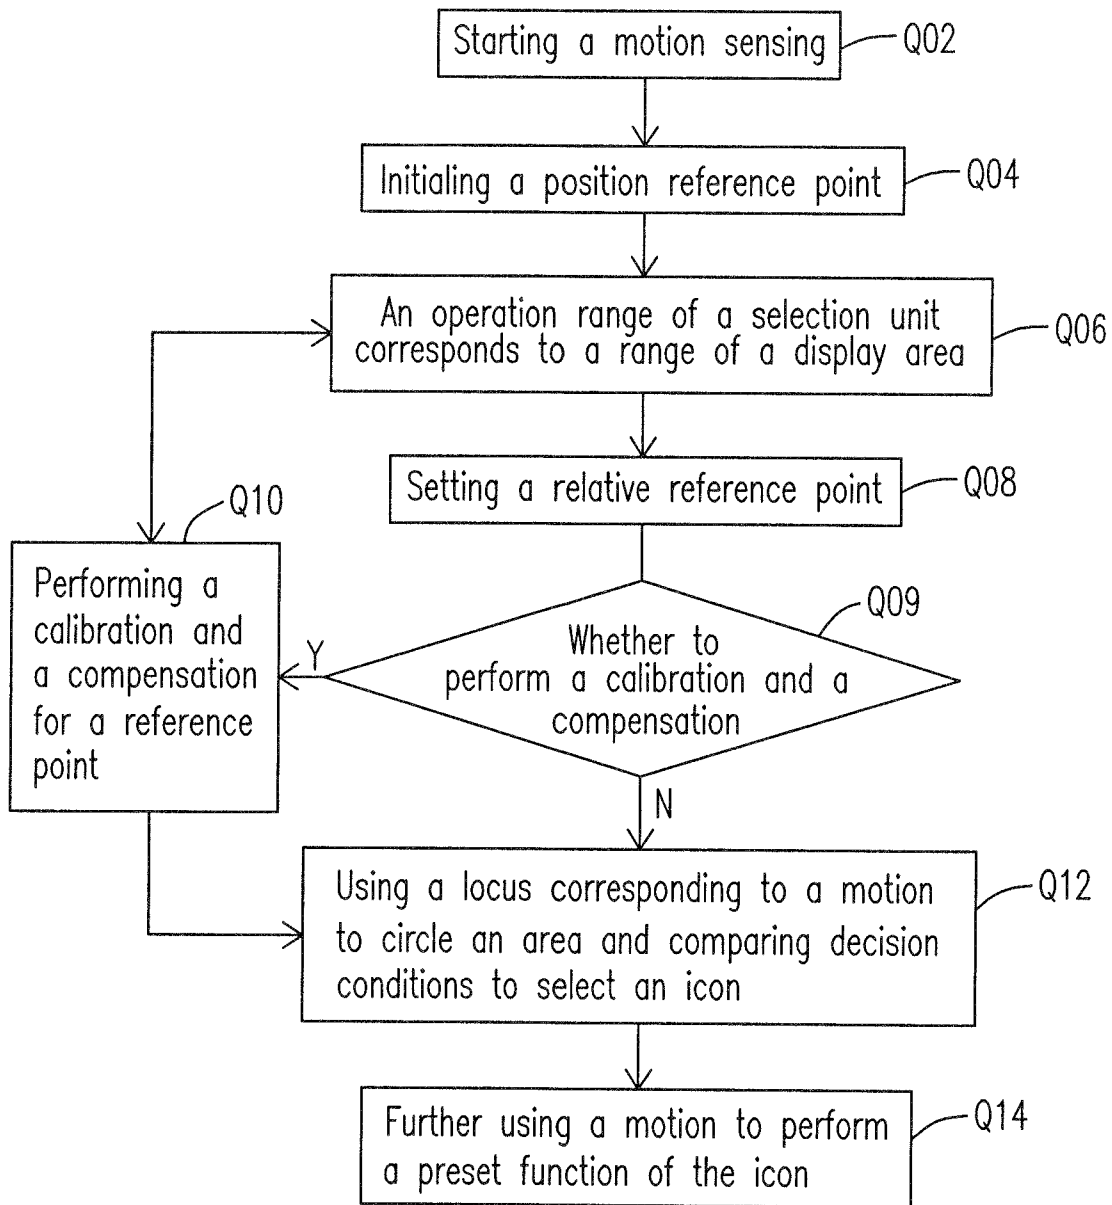 Starting a motion sensing
Q02
Initialing a position reference point
Q04
An operation range of a selection unit
corresponds to a range of a display area
Q06
Setting a relative reference point
Q08
Q10
Performing a
calibration and
a compensation
for a reference
point
Q09
Whether to
perform a calibration and a
compensation
Y
N
Using a locus corresponding to a motion
to circle an area and comparing decision
conditions to select an icon
Q12
Further using a motion to perform
a preset function of the icon
Q14